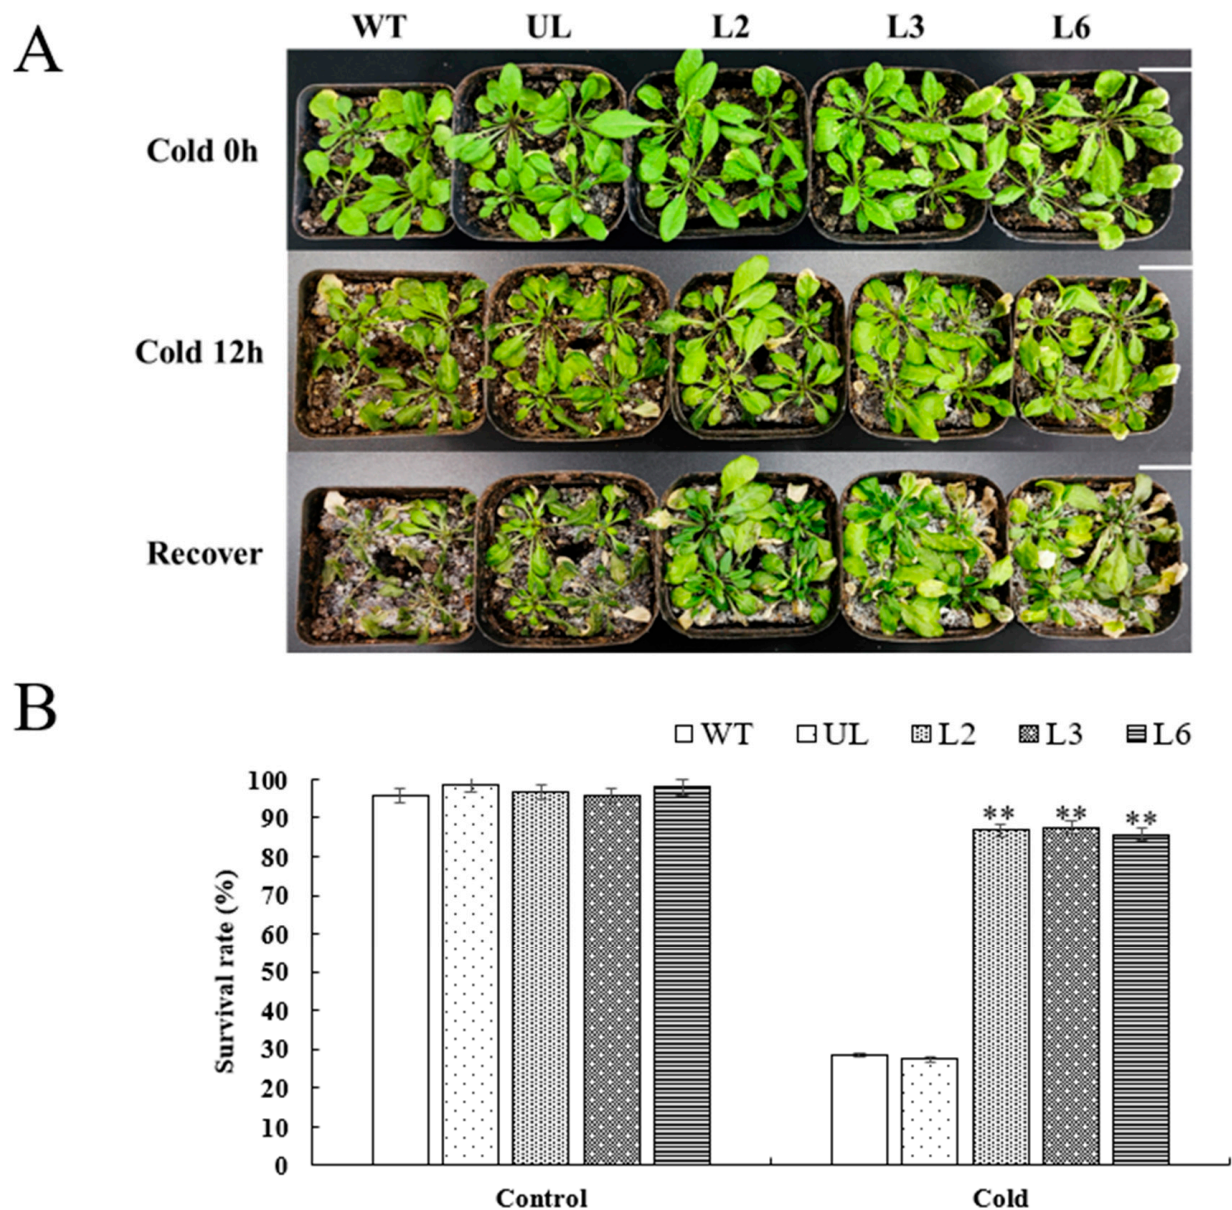 A
WT UL L2 L3 L6
Cold 0h
Cold 12h
Recover
B
WT UL L2 L3 L6
100
90
80
70
60
50
40
30
20
10
0
Survival rate (%)
** ** **
Control Cold